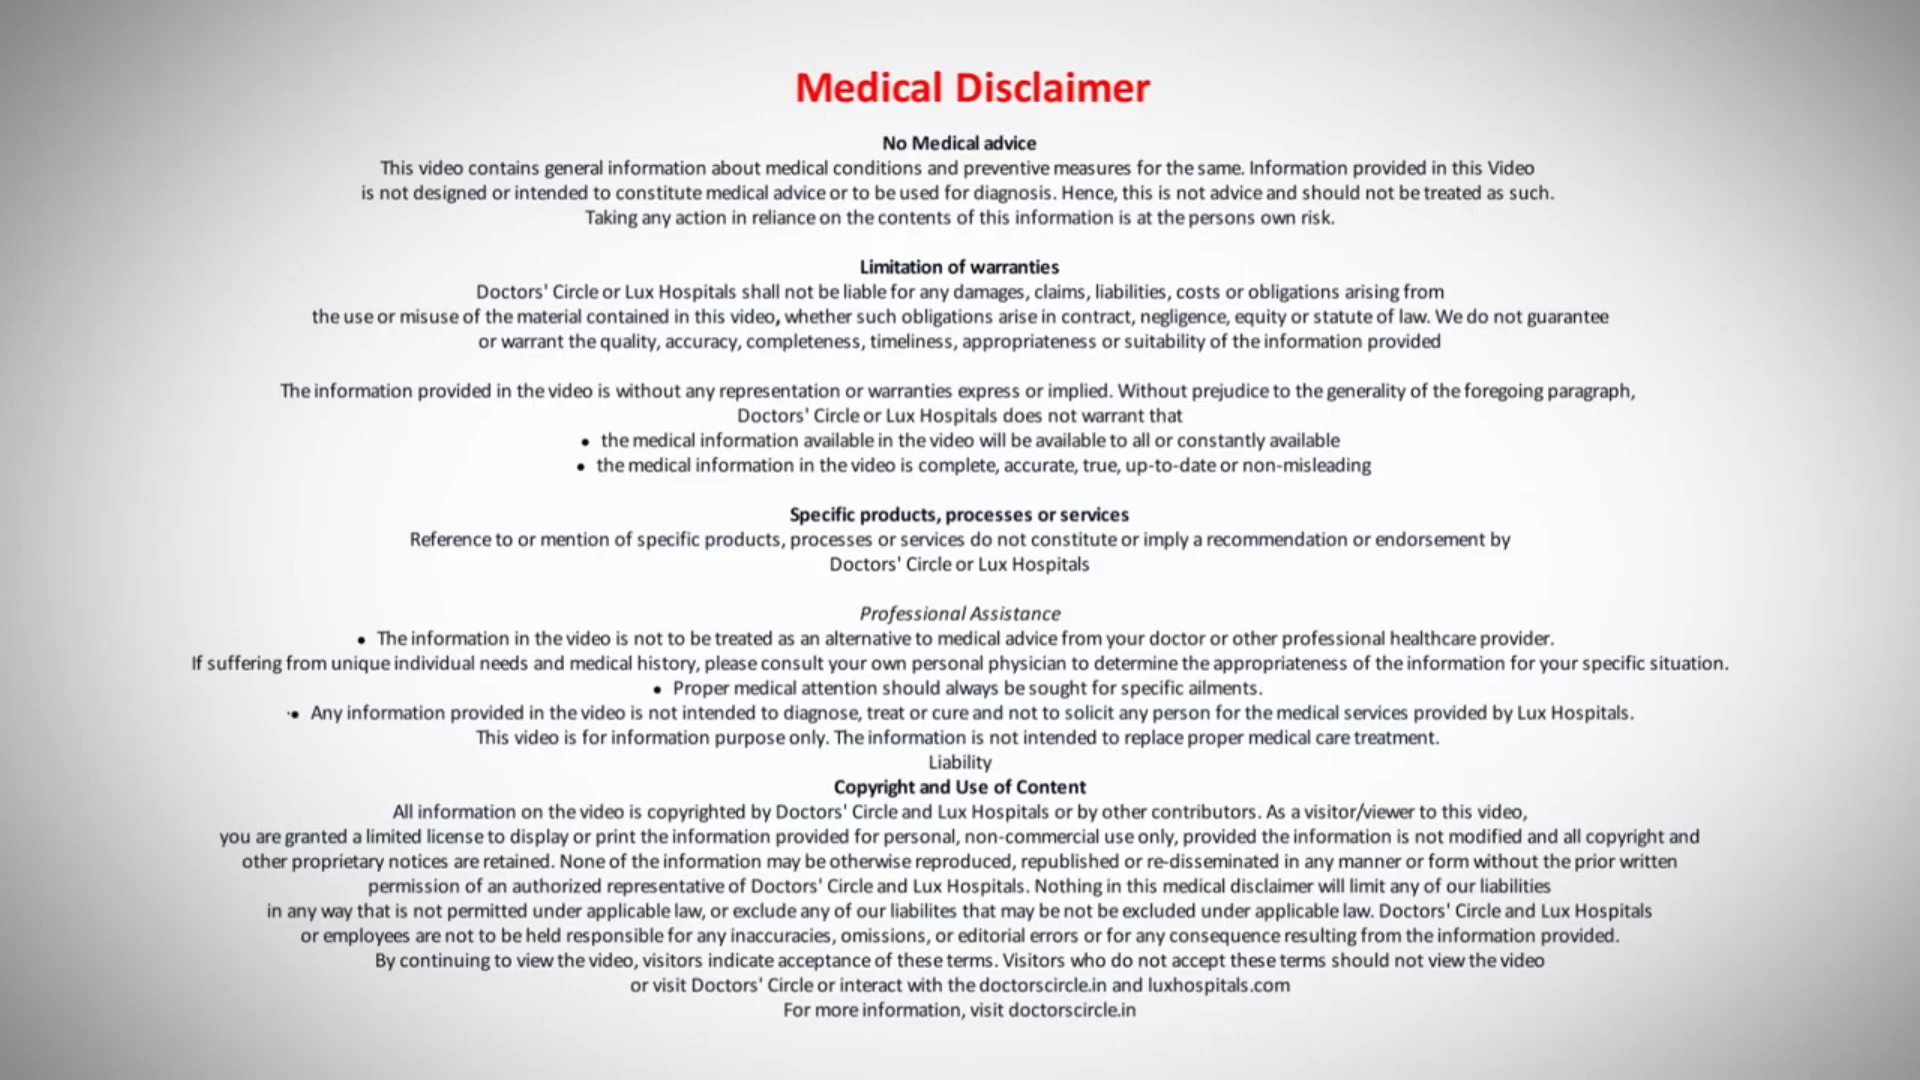 Medical Disclaimer
No Medical advice
This video contains general information about medical conditions and preventive measures for the same. Information provided in this Video
is not designed or intended to constitute medical advice or to be used for diagnosis. Hence, this is not advice and should not be treated as such.
Taking any action in reliance on the contents of this information is at the persons own risk.
Limitation of warranties
Doctors' Circle or Lux Hospitals shall not be liable for any damages, claims, liabilities, costs or obligations arising from
the use or misuse of the material contained in this video, whether such obligations arise in contract, negligence, equity or statute of law. We do not guarantee
or warrant the quality, accuracy, completeness, timeliness, appropriateness or suitability of the information provided
The information provided in the video is without any representation or warranties express or implied. Without prejudice to the generality of the foregoing paragraph,
Doctors' Circle or Lux Hospitals does not warrant that
• the medical information available in the video will be available to all or constantly available
• the medical information in the video is complete, accurate, true, up-to-date or non-misleading
Specific products, processes or services
Reference to or mention of specific products, processes or services do not constitute or imply a recommendation or endorsement by
Doctors' Circle or Lux Hospitals
Professional Assistance
• The information in the video is not to be treated as an alternative to medical advice from your doctor or other professional healthcare provider.
If suffering from unique individual needs and medical history, please consult your own personal physician to determine the appropriateness of the information for your specific situation.
• Proper medical attention should always be sought for specific ailments.
·• Any information provided in the video is not intended to diagnose, treat or cure and not to solicit any person for the medical services provided by Lux Hospitals.
This video is for information purpose only. The information is not intended to replace proper medical care treatment.
Liability
Copyright and Use of Content
All information on the video is copyrighted by Doctors' Circle and Lux Hospitals or by other contributors. As a visitor/viewer to this video,
you are granted a limited license to display or print the information provided for personal, non-commercial use only, provided the information is not modified and all copyright and
other proprietary notices are retained. None of the information may be otherwise reproduced, republished or re-disseminated in any manner or form without the prior written
permission of an authorized representative of Doctors' Circle and Lux Hospitals. Nothing in this medical disclaimer will limit any of our liabilities
in any way that is not permitted under applicable law, or exclude any of our liabilites that may be not be excluded under applicable law. Doctors' Circle and Lux Hospitals
or employees are not to be held responsible for any inaccuracies, omissions, or editorial errors or for any consequence resulting from the information provided.
By continuing to view the video, visitors indicate acceptance of these terms. Visitors who do not accept these terms should not view the video
or visit Doctors' Circle or interact with the doctorscircle.in and luxhospitals.com
For more information, visit doctorscircle.in